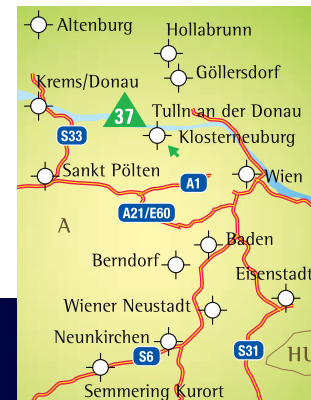 Altenburg
Hollabrunn
Göllersdorf
Krems/Donau
37
Tulln an der Donau
S33
Klosterneuburg
Sankt Pölten
A1
Wien
A21/E60
A
Baden
Berndorf
Eisenstadt
Wiener Neustadt
Neunkirchen
S6
S31
HU
Semmering Kurort